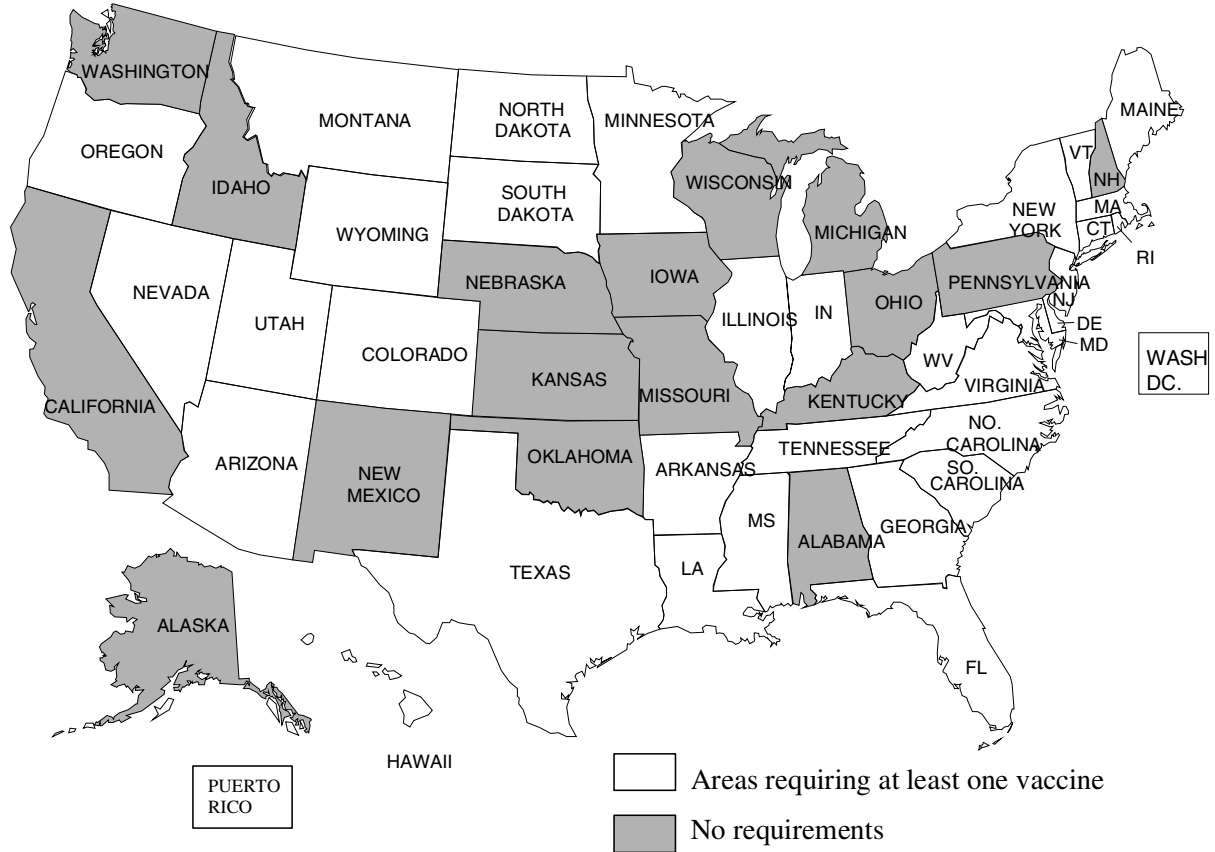 WASHINGTON
MONTANA
NORTH
DAKOTA
MINNESOTA
MAINE
OREGON
IDAHO
SOUTH
DAKOTA
WISCONSIN
MICHIGAN
VT
NH
NEW
YORK
MA
CT
RI
WYOMING
NEVADA
UTAH
COLORADO
NEBRASKA
IOWA
ILLINOIS
IN
OHIO
PENNSYLVANIA
NJ
DE
MD
WASH
DC.
CALIFORNIA
KANSAS
MISSOURI
KENTUCKY
WV
VIRGINIA
ARIZONA
NEW
MEXICO
OKLAHOMA
ARKANSAS
TENNESSEE
NO.
CAROLINA
SO.
CAROLINA
TEXAS
LA
MS
ALABAMA
GEORGIA
FL
ALASKA
HAWAII
PUERTO
RICO
Areas requiring at least one vaccine
No requirements